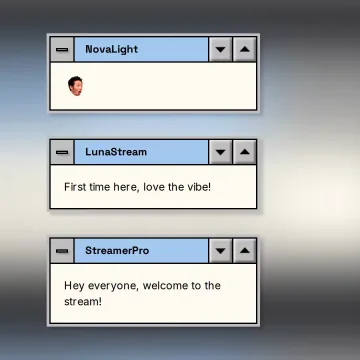 NovaLight
LunaStream
First time here, love the vibe!
StreamerPro
Hey everyone, welcome to the
stream!